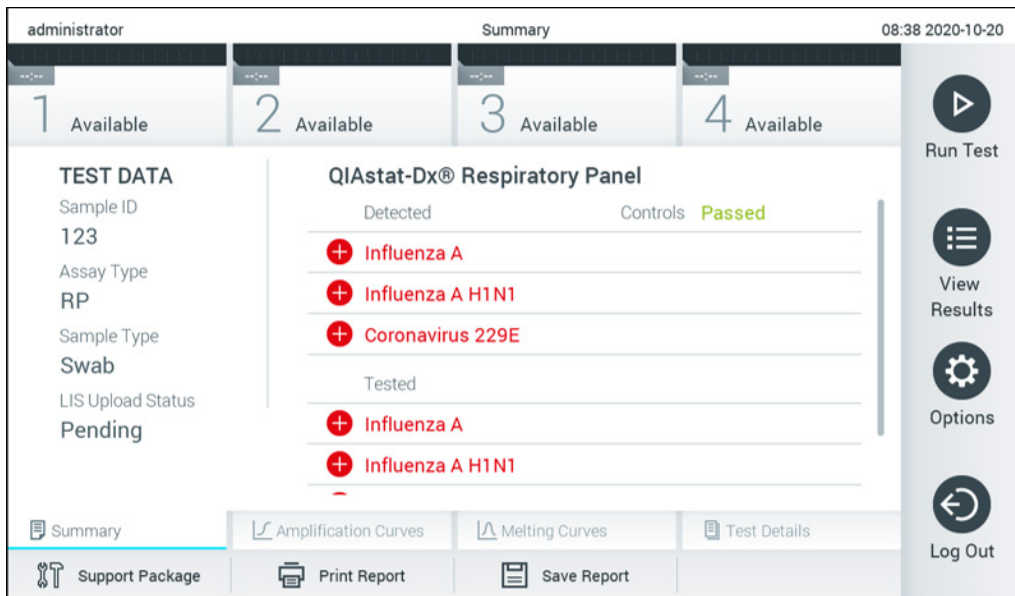 administrator
Summary
08:38 2020-10-20
--:--
--:--
--:--
--:--
1 Available
2 Available
3 Available
4 Available
Run Test
TEST DATA
Sample ID
123
Assay Type
RP
Sample Type
Swab
LIS Upload Status
Pending
QIAstat-Dx® Respiratory Panel
Detected
Controls Passed
Influenza A
Influenza A H1N1
Coronavirus 229E
Tested
Influenza A
Influenza A H1N1
View
Results
Options
Log Out
Summary
Amplification Curves
Melting Curves
Test Details
Support Package
Print Report
Save Report